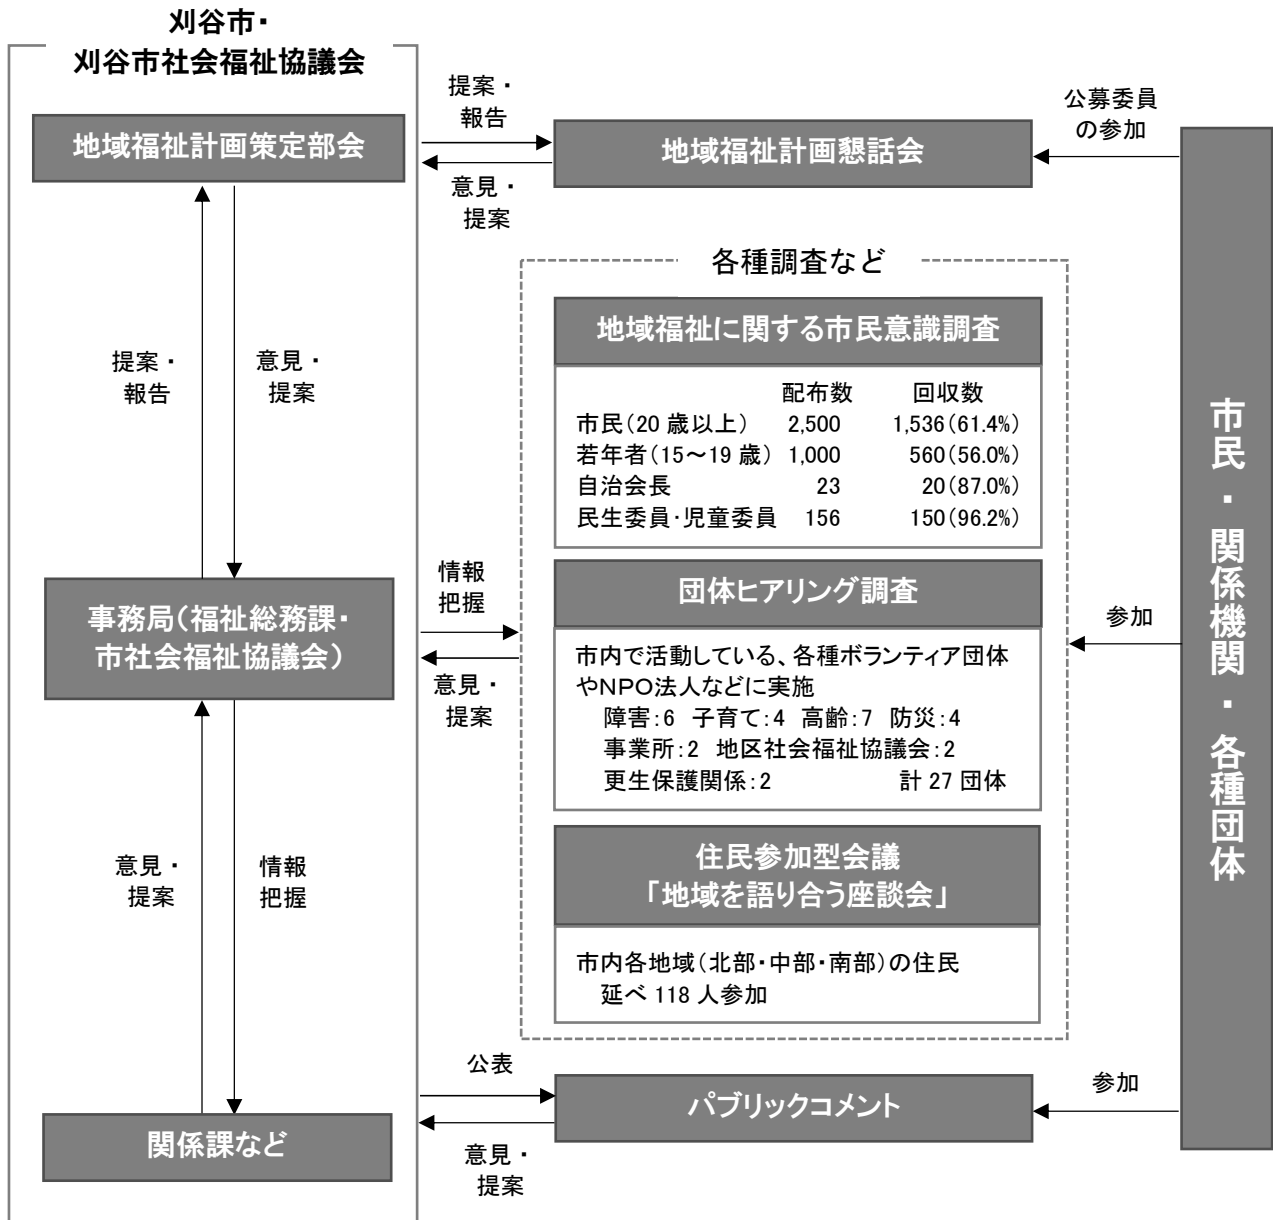 刈谷市・
刈谷市社会福祉協議会
地域福祉計画策定部会
提案・
報告
意見・
提案
地域福祉計画懇話会
公募委員
の参加
提案・
報告
意見・
提案
事務局（福祉総務課・
市社会福祉協議会）
意見・
提案
情報
把握
関係課など
情報
把握
意見・
提案
各種調査など
地域福祉に関する市民意識調査
配布数 回収数
市民（20 歳以上） 2,500 1,536（61.4%）
若年者（15～19 歳） 1,000 560（56.0%）
自治会長 23 20（87.0%）
民生委員・児童委員 156 150（96.2%）
団体ヒアリング調査
市内で活動している、各種ボランティア団体
やＮＰＯ法人などに実施
障害：6 子育て：4 高齢：7 防災：4
事業所：2 地区社会福祉協議会：2
更生保護関係：2 計 27 団体
住民参加型会議
「地域を語り合う座談会」
市内各地域（北部・中部・南部）の住民
延べ 118 人参加
参加
公表
意見・
提案
パブリックコメント
参加
市民・関係機関・各種団体